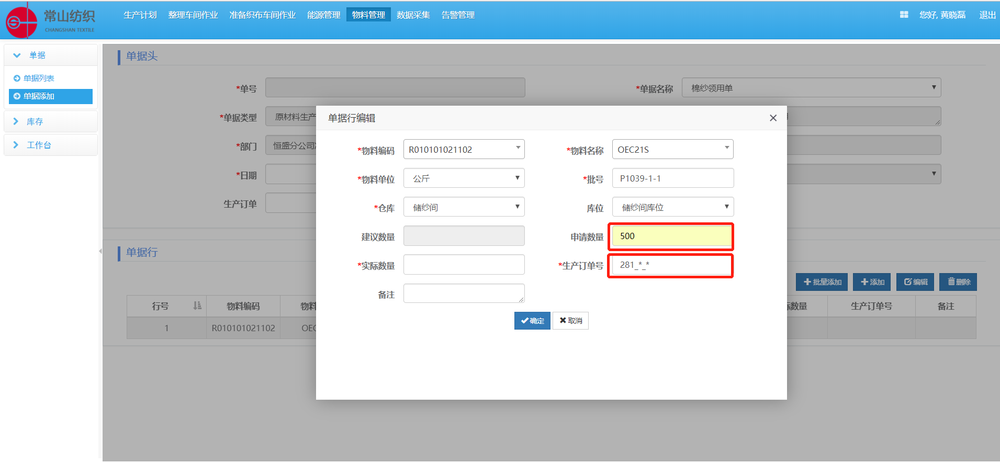 常山纺织
CHANGSHAN TEXTILE
生产计划 整理车间作业 准备织布车间作业 能源管理 物料管理 数据采集 告警管理
您好, 黄晓磊 退出
单据
单据列表
单据添加
库存
工作台
单据头
*单号
*单据名称 棉纱领用单
*单据类型 原材料生产
*部门 恒盛分公司
*日期
生产订单
单据行编辑
*物料编码 R010101021102 *物料名称 OEC21S
*物料单位 公斤 *批号 P1039-1-1
*仓库 储纱间 库位 储纱间库位
建议数量 申请数量 500
*实际数量 *生产订单号 281_*_*
备注
确定 取消
单据行
批量添加 添加 编辑 删除
行号 物料编码 物料 数量 生产订单号 备注
1 R010101021102 OEC